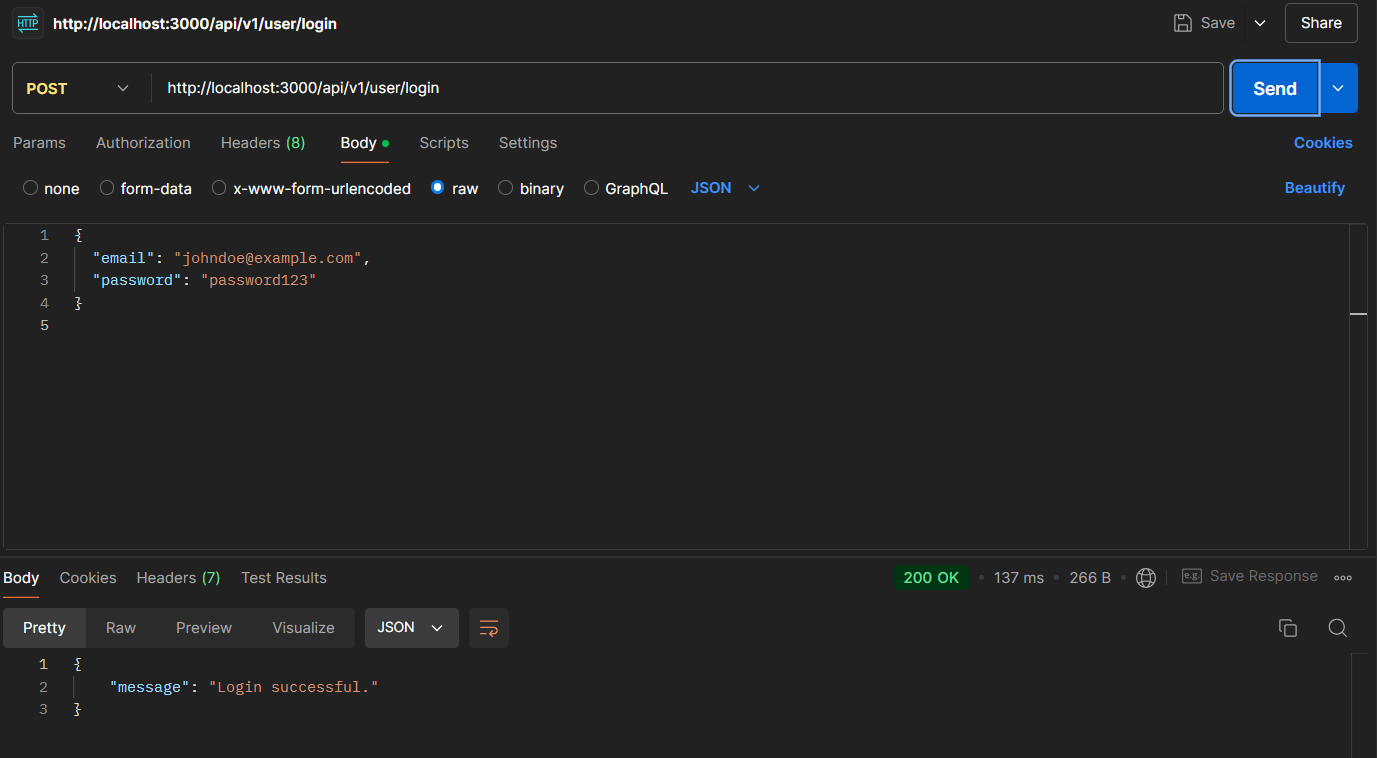 HTTP http://localhost:3000/api/v1/user/login Save Share
POST http://localhost:3000/api/v1/user/login Send
Params Authorization Headers (8) Body Scripts Settings Cookies
none form-data x-www-form-urlencoded raw binary GraphQL JSON Beautify
1 {
2 "email": "johndoe@example.com",
3 "password": "password123"
4 }
5
Body Cookies Headers (7) Test Results 200 OK • 137 ms • 266 B • e.g. Save Response
Pretty Raw Preview Visualize JSON
1 {
2 "message": "Login successful."
3 }